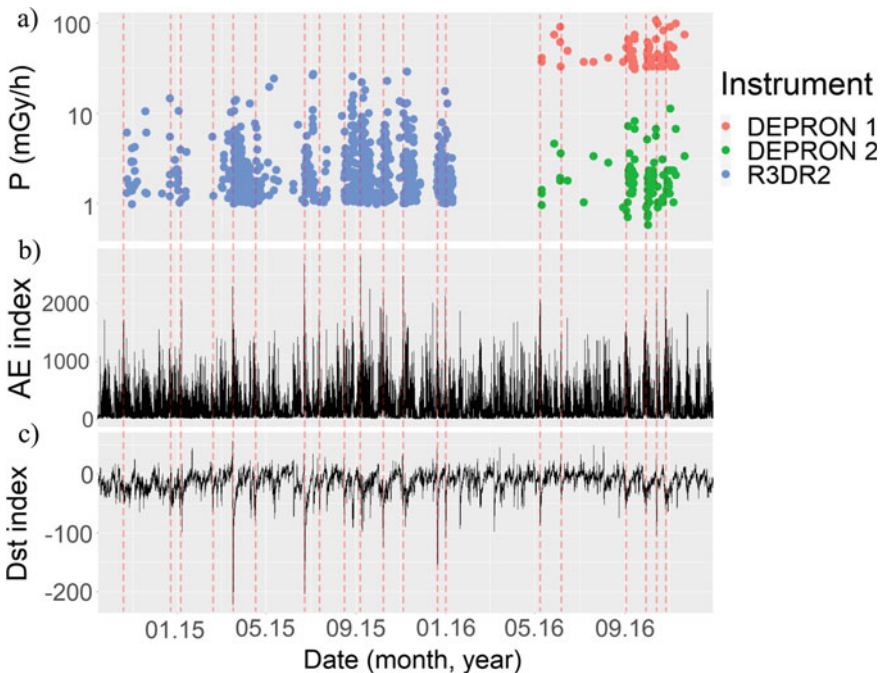 a)
P (mGy/h)
100
10
1
Instrument
DEPRON 1
DEPRON 2
R3DR2
b)
AE index
2000
1000
0
c)
Dst index
0
-100
-200
01.15 05.15 09.15 01.16 05.16 09.16
Date (month, year)